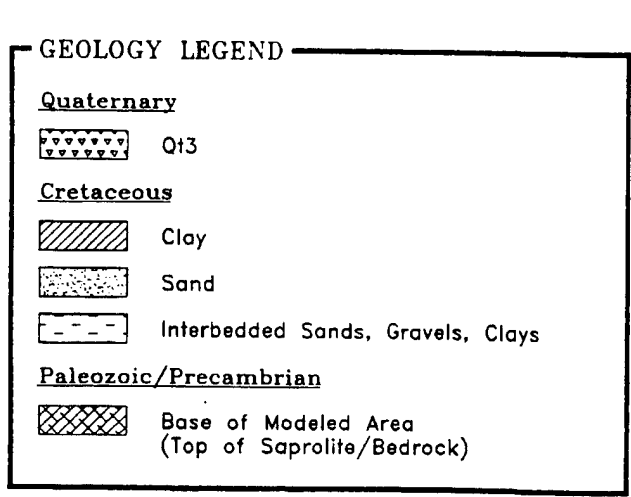 GEOLOGY LEGEND
Quaternary
Qt3
Cretaceous
Clay
Sand
Interbedded Sands, Gravels, Clays
Paleozoic/Precambrian
Base of Modeled Area
(Top of Saprolite/Bedrock)